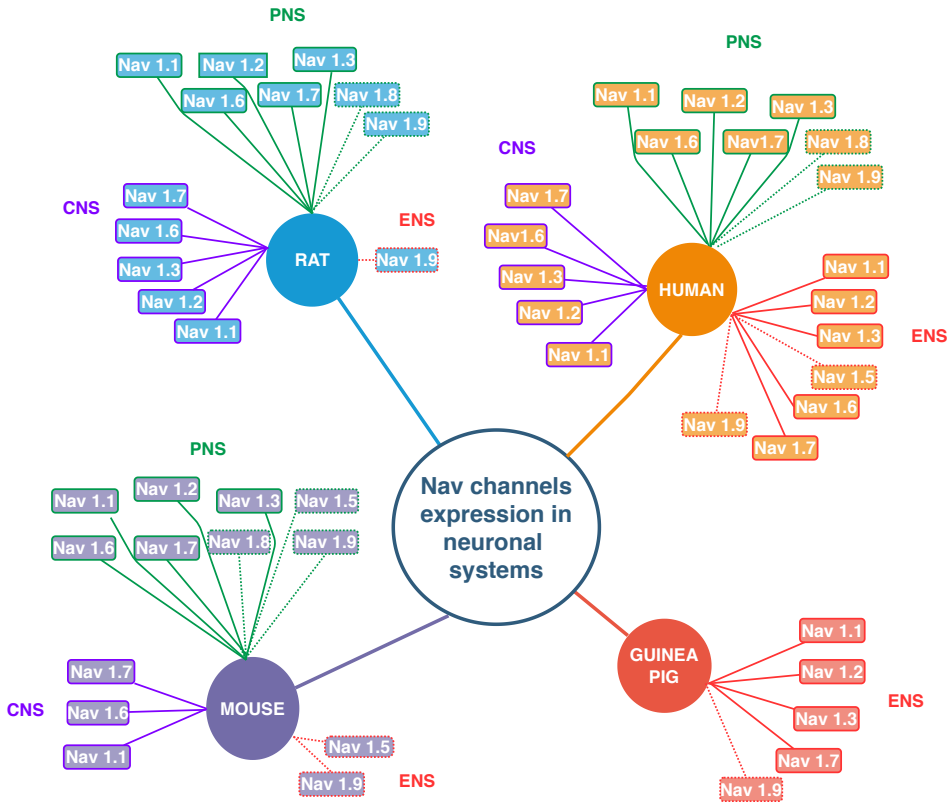 PNS
Nav 1.1
Nav 1.2
Nav 1.3
Nav 1.6
Nav 1.7
Nav 1.8
Nav 1.9
CNS
Nav 1.7
Nav 1.6
Nav 1.3
Nav 1.2
Nav 1.1
RAT
ENS
Nav 1.9
PNS
Nav 1.1
Nav 1.2
Nav 1.3
Nav 1.6
Nav1.7
Nav 1.8
Nav 1.9
CNS
Nav 1.7
Nav1.6
Nav 1.3
Nav 1.2
Nav 1.1
HUMAN
ENS
Nav 1.1
Nav 1.2
Nav 1.3
Nav 1.5
Nav 1.6
Nav 1.9
Nav 1.7
Nav channels
expression in
neuronal
systems
PNS
Nav 1.1
Nav 1.2
Nav 1.3
Nav 1.5
Nav 1.6
Nav 1.7
Nav 1.8
Nav 1.9
CNS
Nav 1.7
Nav 1.6
Nav 1.1
MOUSE
Nav 1.5
Nav 1.9
ENS
GUINEA
PIG
Nav 1.1
Nav 1.2
Nav 1.3
Nav 1.7
Nav 1.9
ENS